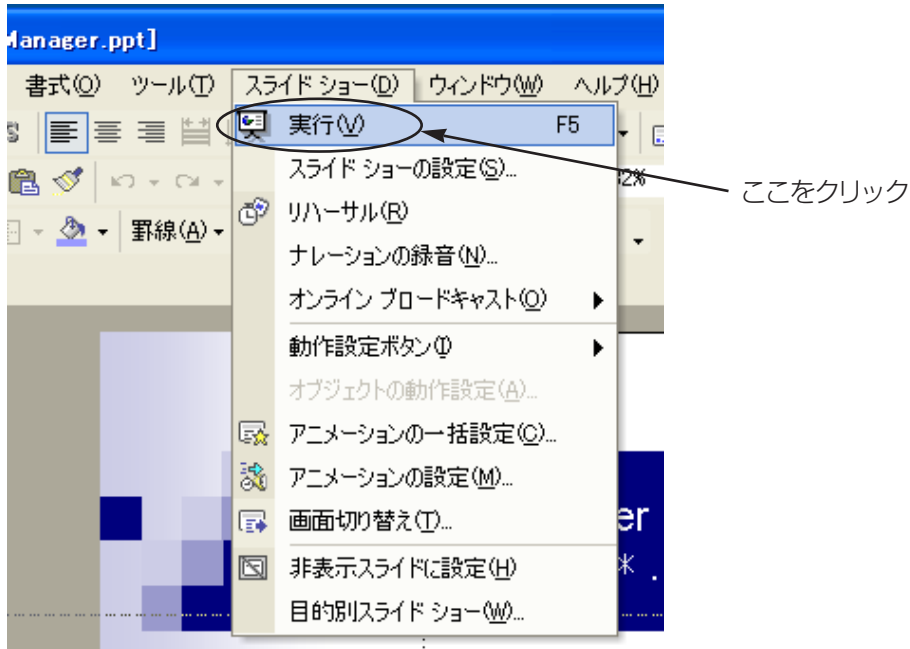 Manager.ppt]
書式(O) ツール(T) スライド ショー(D) ウィンドウ(W) ヘルプ(H)
実行(V) F5
スライド ショーの設定(S)...
リハーサル(R)
ここをクリック
罫線(A)
ナレーションの録音(N)...
オンライン ブロードキャスト(O)
動作設定ボタン(I)
オブジェクトの動作設定(A)...
アニメーションの一括設定(C)...
アニメーションの設定(M)...
画面切り替え(T)...
er
非表示スライドに設定(H)
* .
目的別スライド ショー(W)...